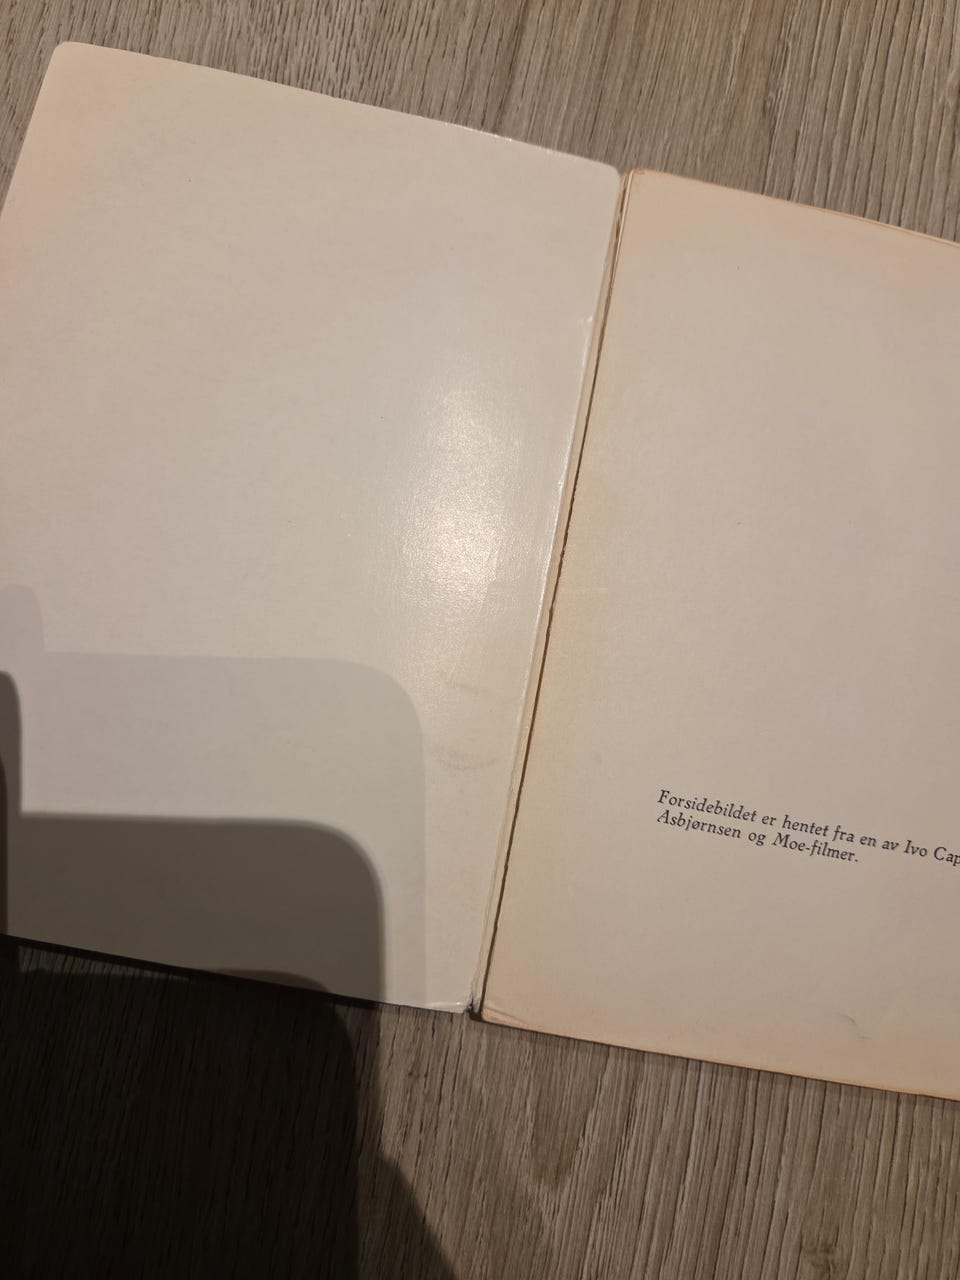 Forsidebildet er hentet fra en av Ivo Cap
Asbjørnsen og Moe-filmer.